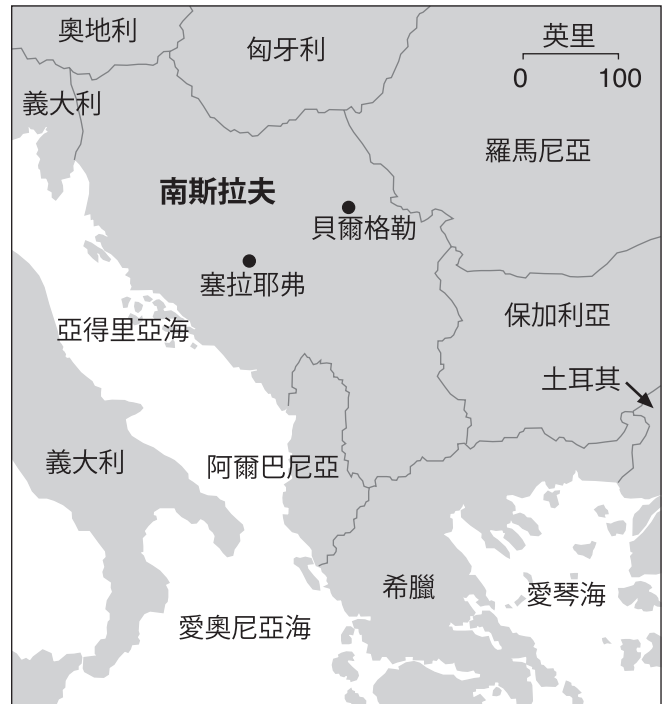 奧地利
匈牙利
英里
0 100
義大利
羅馬尼亞
南斯拉夫
貝爾格勒
塞拉耶弗
保加利亞
亞得里亞海
土耳其
義大利
阿爾巴尼亞
希臘
愛琴海
愛奧尼亞海